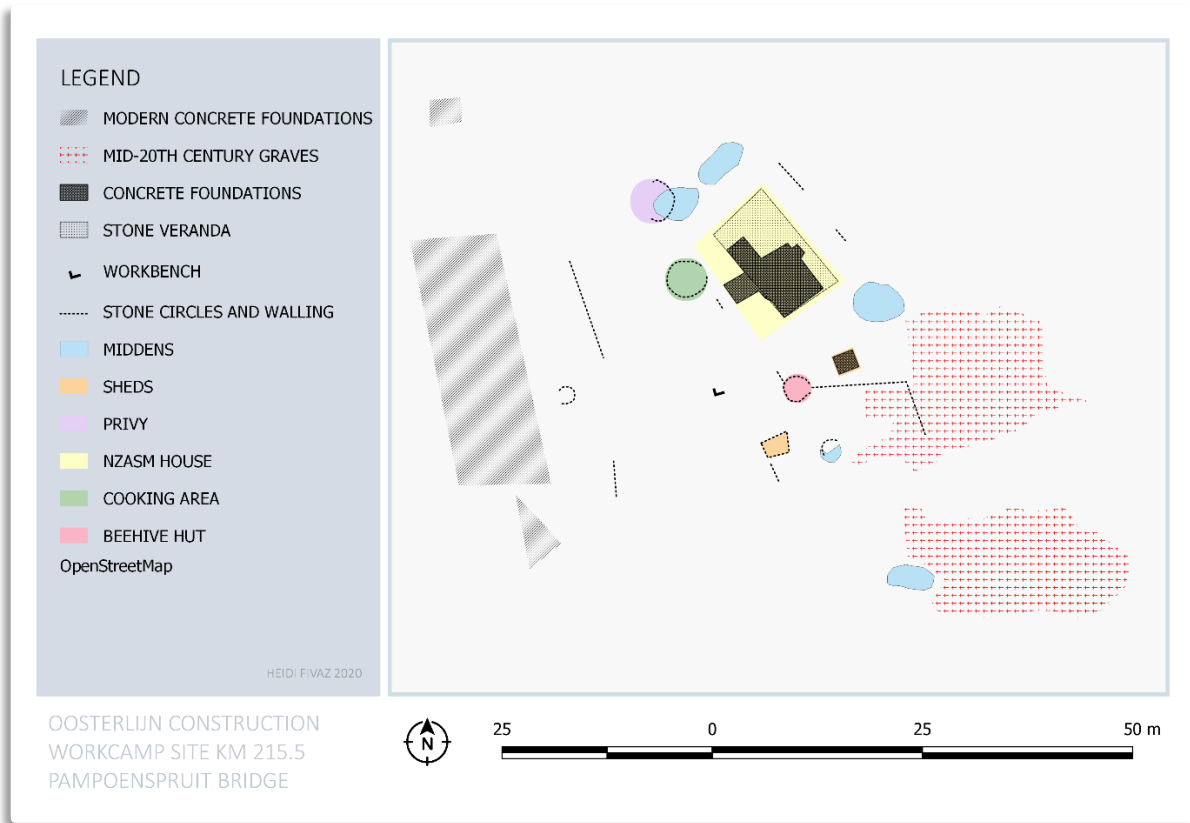 LEGEND
MODERN CONCRETE FOUNDATIONS
MID-20TH CENTURY GRAVES
CONCRETE FOUNDATIONS
STONE VERANDA
WORKBENCH
STONE CIRCLES AND WALLING
MIDDENS
SHEDS
PRIVY
NZASM HOUSE
COOKING AREA
BEEHIVE HUT
OpenStreetMap
HEIDI FIVAZ 2020
OOSTERLIJN CONSTRUCTION
WORKCAMP SITE KM 215.5
PAMPOENSPRUIT BRIDGE
N
25 0 25 50 m